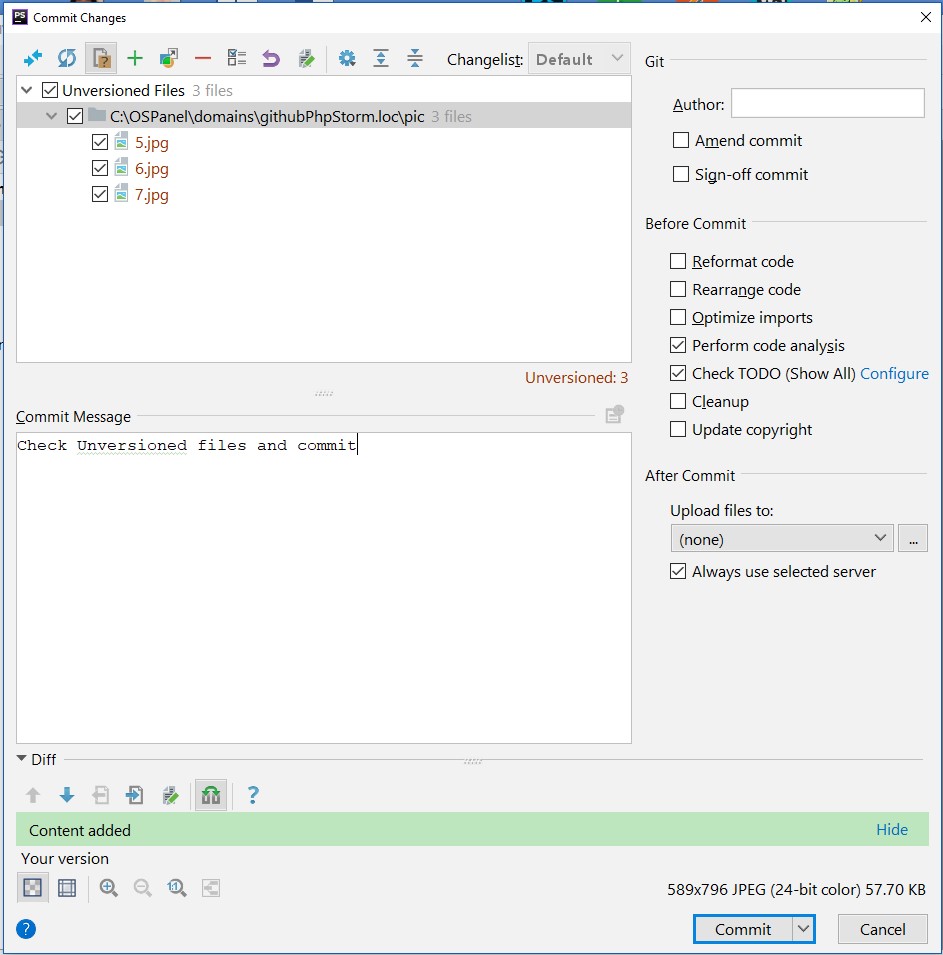 PS Commit Changes
Changelist: Default
Unversioned Files 3 files
C:\OSPanel\domains\githubPhpStorm.loc\pic 3 files
5.jpg
6.jpg
7.jpg
Unversioned: 3
Commit Message
Check Unversioned files and commit
Git
Author:
Amend commit
Sign-off commit
Before Commit
Reformat code
Rearrange code
Optimize imports
Perform code analysis
Check TODO (Show All) Configure
Cleanup
Update copyright
After Commit
Upload files to:
(none) ...
Always use selected server
Diff
?
Content added Hide
Your version
1:1
589x796 JPEG (24-bit color) 57.70 KB
? Commit Cancel